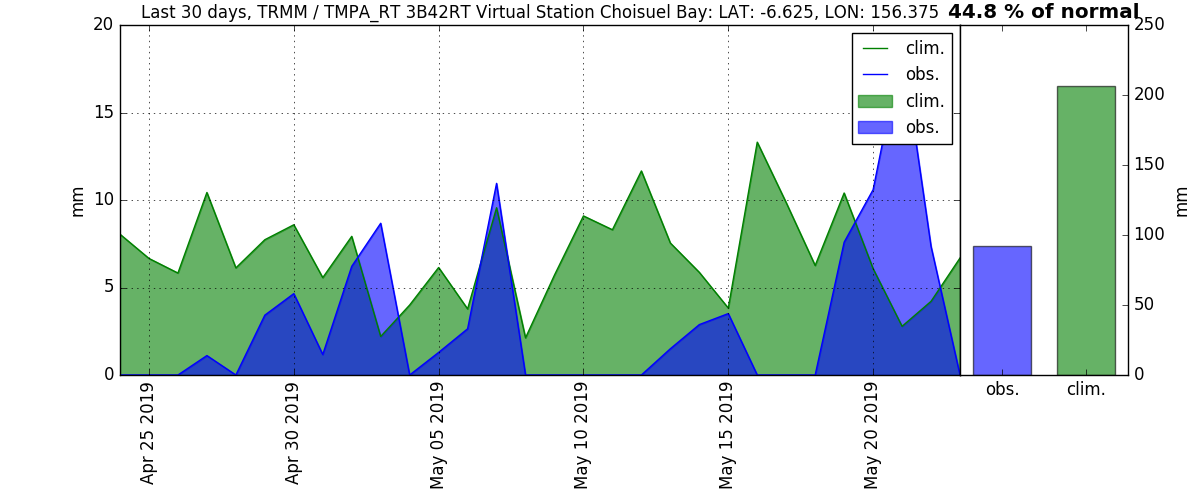 Last 30 days, TRMM / TMPA_RT 3B42RT Virtual Station Choisuel Bay: LAT: -6.625, LON: 156.375
44.8 % of normal
20
15
10
5
0
mm
clim.
obs.
clim.
obs.
Apr 25 2019
Apr 30 2019
May 05 2019
May 10 2019
May 15 2019
May 20 2019
250
200
150
100
50
0
mm
obs.
clim.